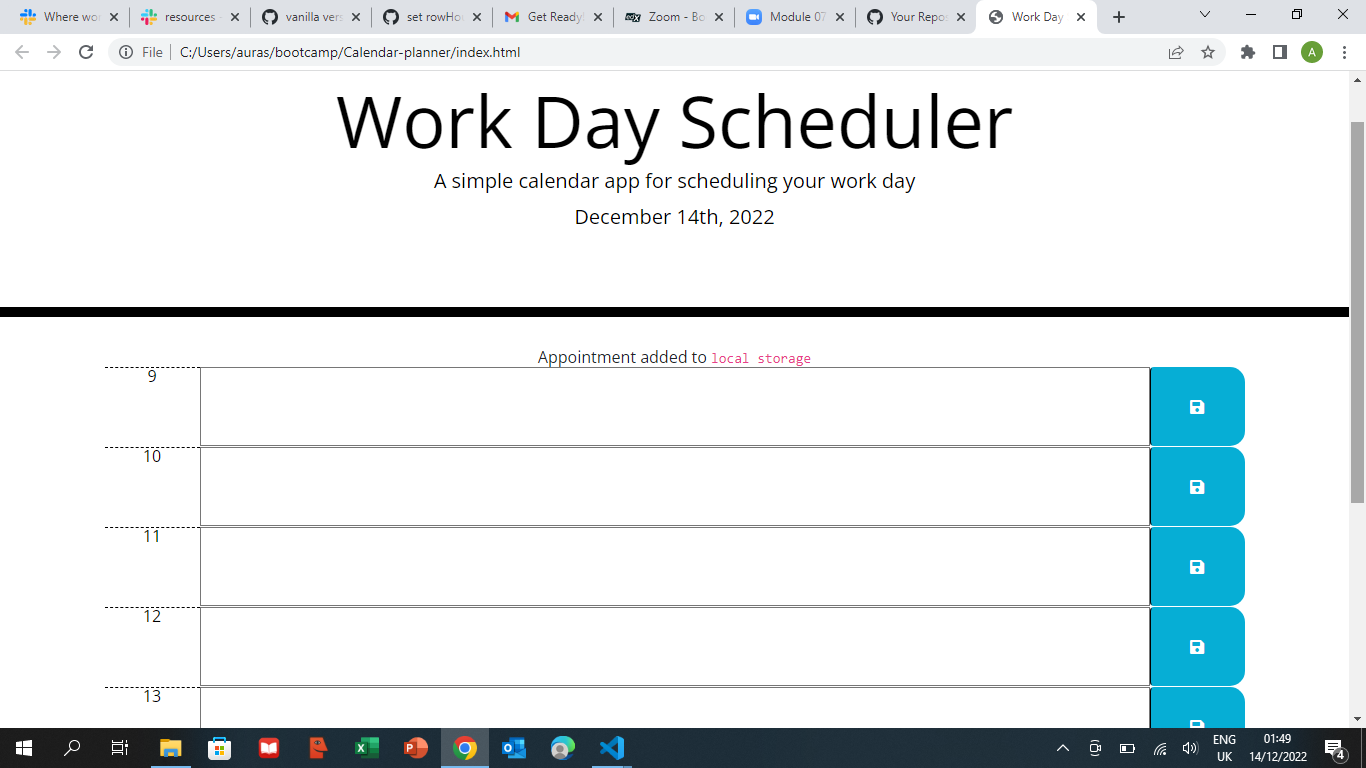 Where wo
resources
vanilla vers
set rowHo
Get Ready
Zoom - Bo
Module 07
Your Repos
Work Day
File
C:/Users/auras/bootcamp/Calendar-planner/index.html
A
Work Day Scheduler
A simple calendar app for scheduling your work day
December 14th, 2022
Appointment added to local storage
9
10
11
12
13
ENG
UK
01:49
14/12/2022
4